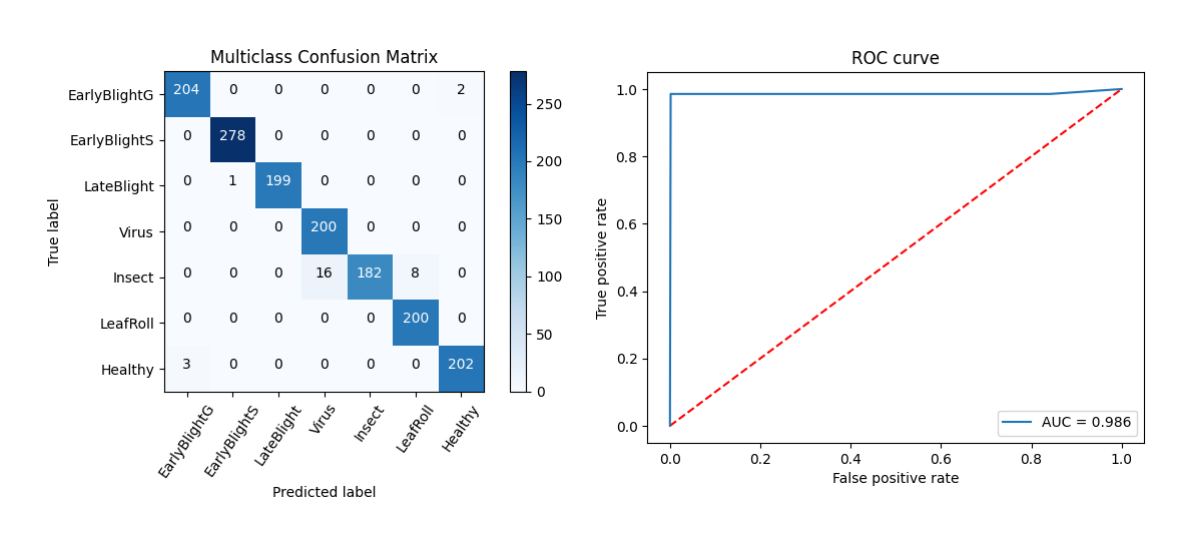 Multiclass Confusion Matrix
True label
EarlyBlightG 204 0 0 0 0 0 2
EarlyBlightS 0 278 0 0 0 0 0
LateBlight 0 1 199 0 0 0 0
Virus 0 0 0 200 0 0 0
Insect 0 0 0 16 182 8 0
LeafRoll 0 0 0 0 0 200 0
Healthy 3 0 0 0 0 0 202
EarlyBlightG EarlyBlightS LateBlight Virus Insect LeafRoll Healthy
Predicted label
250
200
150
100
50
0
ROC curve
True positive rate
1.0
0.8
0.6
0.4
0.2
0.0
AUC = 0.986
0.0 0.2 0.4 0.6 0.8 1.0
False positive rate